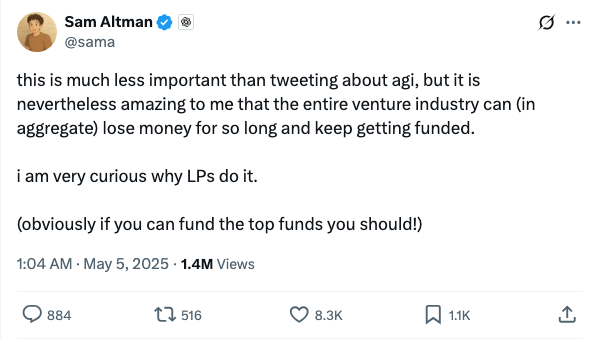 Sam Altman
@sama
this is much less important than tweeting about agi, but it is
nevertheless amazing to me that the entire venture industry can (in
aggregate) lose money for so long and keep getting funded.
i am very curious why LPs do it.
(obviously if you can fund the top funds you should!)
1:04 AM · May 5, 2025 · 1.4M Views
884 516 8.3K 1.1K